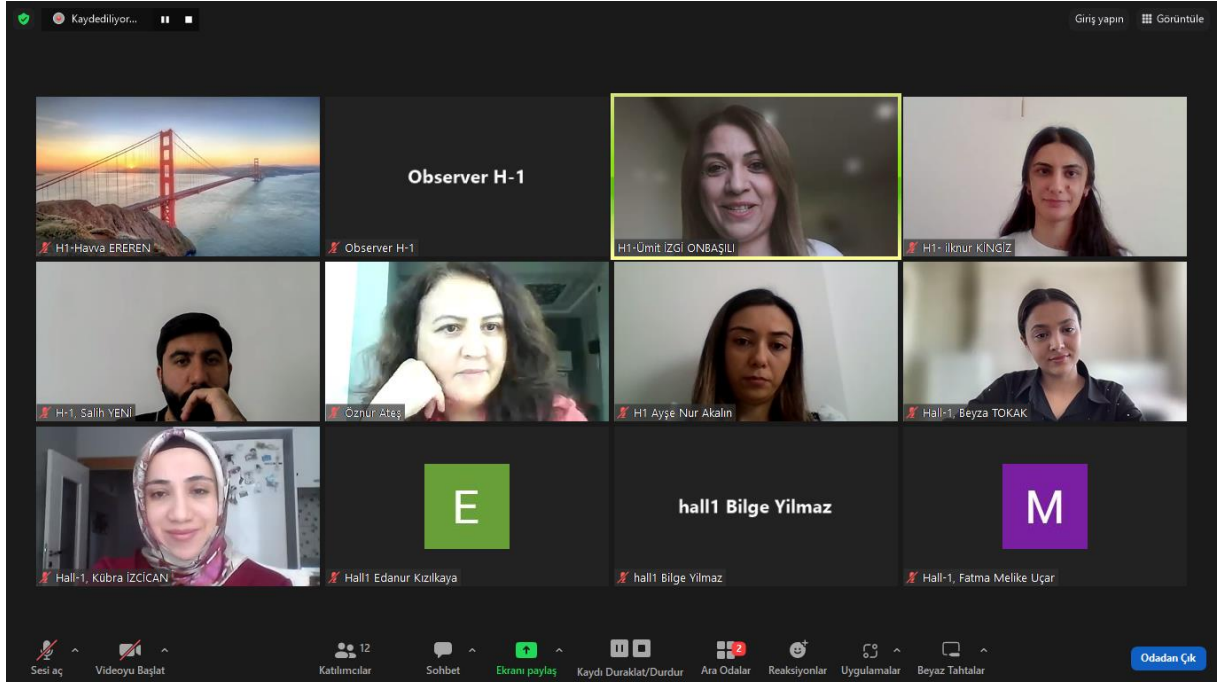 Kaydediliyor...
Giriş yapın
Görüntüle
H1-Havva EREREN
Observer H-1
Observer H-1
H1-Ümit İZGİ ONBAŞILI
H1- ilknur KİNGİZ
H-1, Salih YENİ
Öznur Ateş
H1 Ayşe Nur Akalın
Hall-1, Beyza TOKAK
Hall-1, Kübra İZCİCAN
E
Hall1 Edanur Kızılkaya
hall1 Bilge Yilmaz
hall1 Bilge Yilmaz
M
Hall-1, Fatma Melike Uçar
Sesi aç
Videoyu Başlat
12
Katılımcılar
Sohbet
Ekranı paylaş
Kaydı Duraklat/Durdur
2
Ara Odalar
Reaksiyonlar
Uygulamalar
Beyaz Tahtalar
Odadan Çık